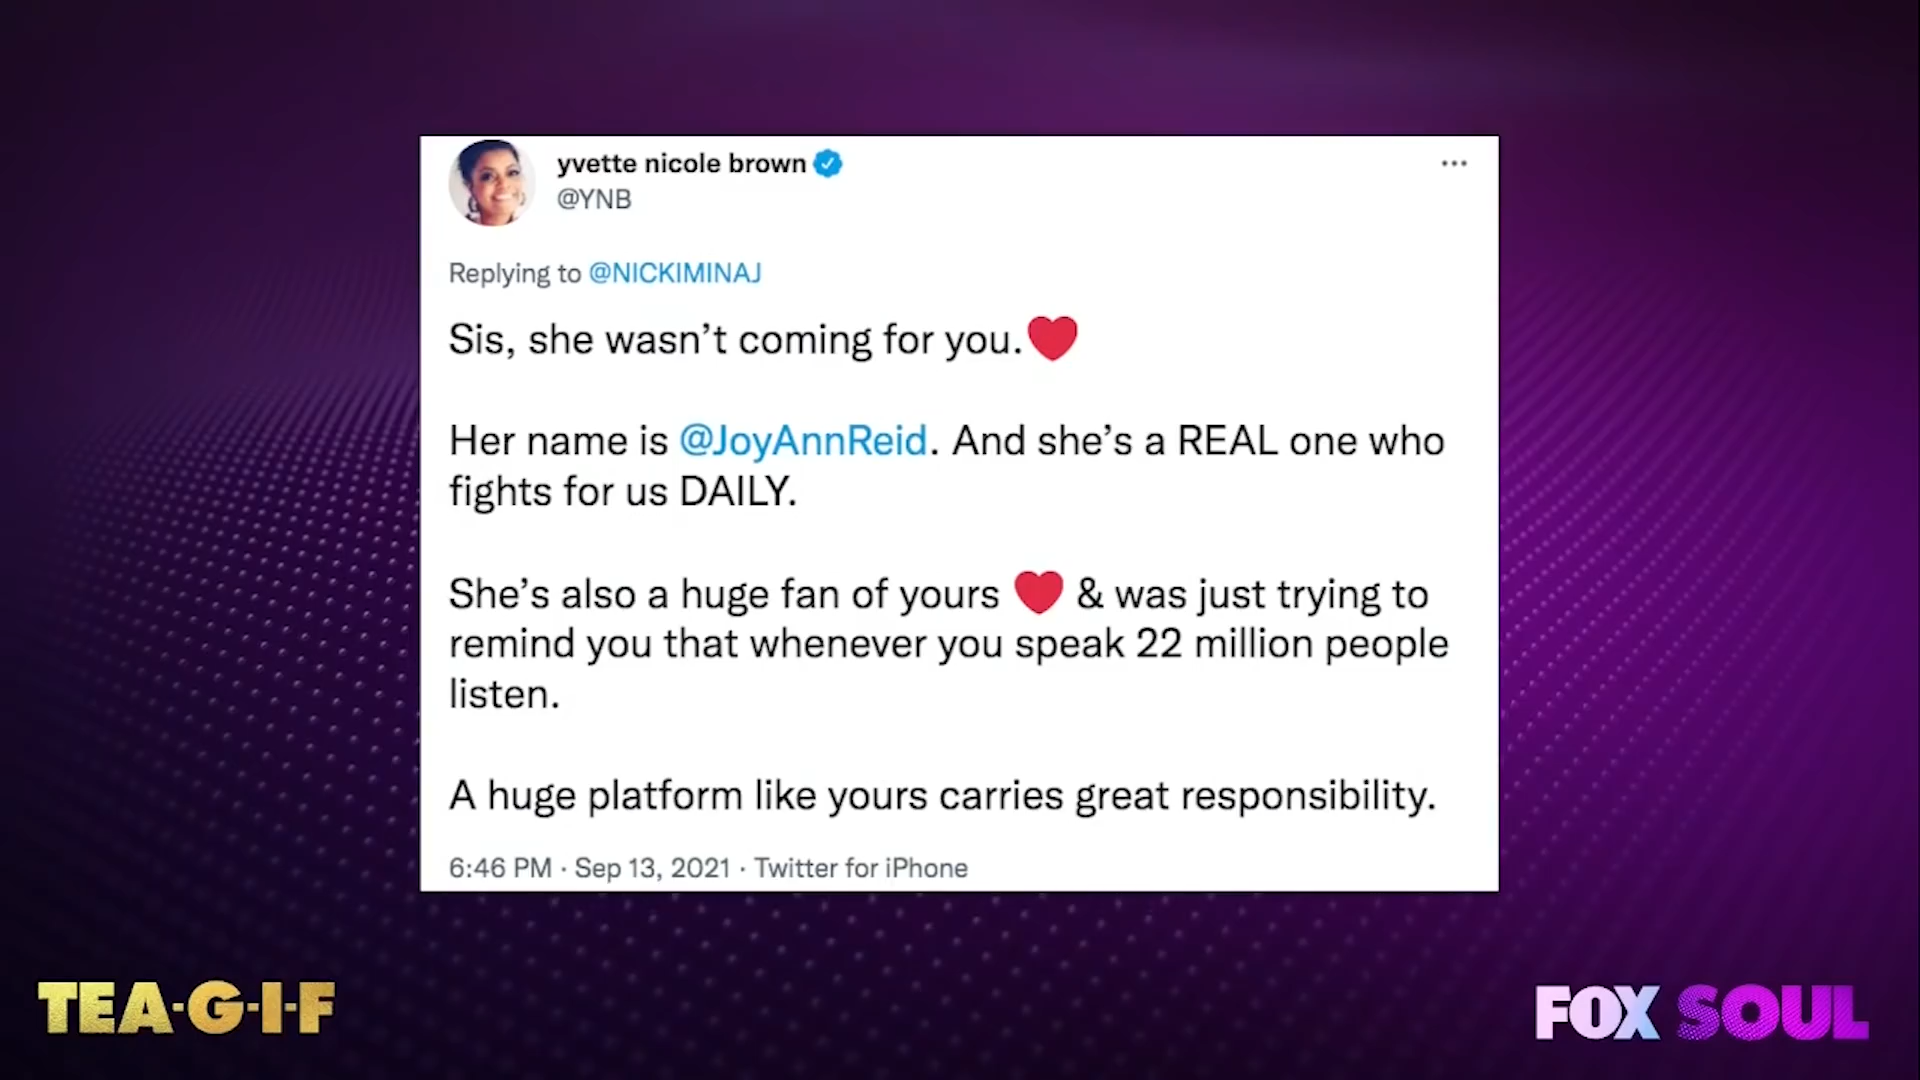 yvette nicole brown
@YNB
Replying to @NICKIMINAJ
Sis, she wasn’t coming for you.❤️
Her name is @JoyAnnReid. And she’s a REAL one who
fights for us DAILY.
She’s also a huge fan of yours ❤️ & was just trying to
remind you that whenever you speak 22 million people
listen.
A huge platform like yours carries great responsibility.
6:46 PM · Sep 13, 2021 · Twitter for iPhone
TEA·G·I·F
FOX SOUL